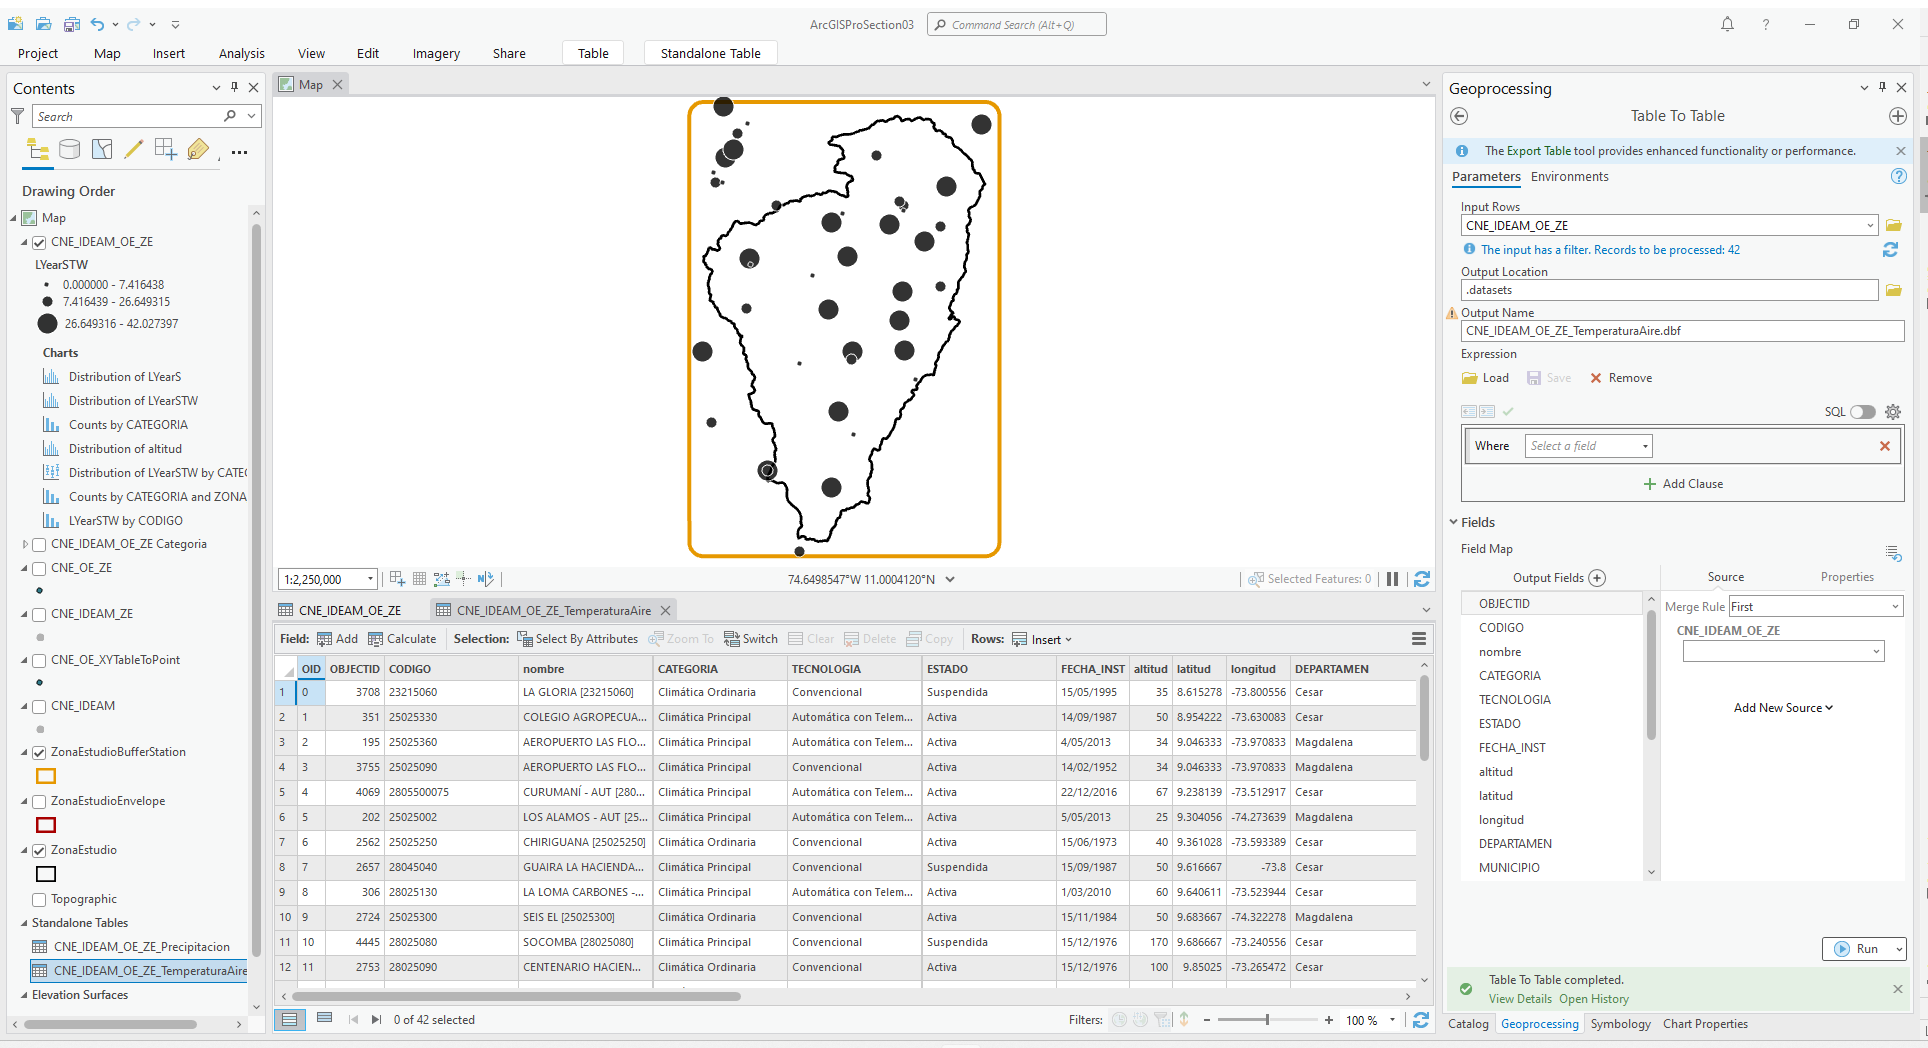 ArcGISProSection03
Command Search (Alt+Q)
Project Map Insert Analysis View Edit Imagery Share Table Standalone Table
Contents
Search
Drawing Order
Map
CNE_IDEAM_OE_ZE
LYearSTW
0.000000 - 7.416438
7.416439 - 26.649315
26.649316 - 42.027397
Charts
Distribution of LYearS
Distribution of LYearSTW
Counts by CATEGORIA
Distribution of altitud
Distribution of LYearSTW by CATE
Counts by CATEGORIA and ZONA
LYearSTW by CODIGO
CNE_IDEAM_OE_ZE Categoria
CNE_OE_ZE
CNE_IDEAM_ZE
CNE_OE_XYTableToPoint
CNE_IDEAM
ZonaEstudioBufferStation
ZonaEstudioEnvelope
ZonaEstudio
Topographic
Standalone Tables
CNE_IDEAM_OE_ZE_Precipitacion
CNE_IDEAM_OE_ZE_TemperaturaAire
Elevation Surfaces
Map
1:2,250,000
74.6498547°W 11.0004120°N
Selected Features: 0
CNE_IDEAM_OE_ZE
CNE_IDEAM_OE_ZE_TemperaturaAire
Field: Add Calculate Selection: Select By Attributes Zoom To Switch Clear Delete Copy Rows: Insert
OID OBJECTID CODIGO nombre CATEGORIA TECNOLOGIA ESTADO FECHA_INST altitud latitud longitud DEPARTAMEN
1 0 3708 23215060 LA GLORIA [23215060] Climática Ordinaria Convencional Suspendida 15/05/1995 35 8.615278 -73.800556 Cesar
2 1 351 25025330 COLEGIO AGROPECUA... Climática Principal Automática con Telem... Activa 14/09/1987 50 8.954222 -73.630083 Cesar
3 2 195 25025360 AEROPUERTO LAS FLO... Climática Principal Automática con Telem... Activa 4/05/2013 34 9.046333 -73.970833 Magdalena
4 3 3755 25025090 AEROPUERTO LAS FLO... Climática Principal Convencional Activa 14/02/1952 34 9.046333 -73.970833 Magdalena
5 4 4069 2805500075 CURUMANÍ - AUT [280... Climática Principal Automática con Telem... Activa 22/12/2016 67 9.238139 -73.512917 Cesar
6 5 202 25025002 LOS ALAMOS - AUT [25... Climática Principal Automática con Telem... Activa 5/05/2013 25 9.304056 -74.273639 Magdalena
7 6 2562 25025250 CHIRIGUANA [25025250] Climática Ordinaria Convencional Activa 15/06/1973 40 9.361028 -73.593389 Cesar
8 7 2657 28045040 GUAIRA LA HACIENDA... Climática Principal Convencional Suspendida 15/09/1987 50 9.616667 -73.8 Cesar
9 8 306 28025130 LA LOMA CARBONES -... Climática Principal Automática con Telem... Activa 1/03/2010 60 9.640611 -73.523944 Cesar
10 9 2724 25025300 SEIS EL [25025300] Climática Ordinaria Convencional Activa 15/11/1984 50 9.683667 -74.322278 Magdalena
11 10 4445 28025080 SOCOMBA [28025080] Climática Principal Convencional Suspendida 15/12/1976 170 9.686667 -73.240556 Cesar
12 11 2753 28025090 CENTENARIO HACIEN... Climática Ordinaria Convencional Activa 15/12/1976 100 9.85025 -73.265472 Cesar
0 of 42 selected
Filters:
100 %
Geoprocessing
Table To Table
The Export Table tool provides enhanced functionality or performance.
Parameters Environments
Input Rows
CNE_IDEAM_OE_ZE
The input has a filter. Records to be processed: 42
Output Location
.datasets
Output Name
CNE_IDEAM_OE_ZE_TemperaturaAire.dbf
Expression
Load Save Remove
SQL
Where Select a field
Add Clause
Fields
Field Map
Output Fields Source Properties
OBJECTID
CODIGO
nombre
CATEGORIA
TECNOLOGIA
ESTADO
FECHA_INST
altitud
latitud
longitud
DEPARTAMEN
MUNICIPIO
Merge Rule First
CNE_IDEAM_OE_ZE
Add New Source
Run
Table To Table completed.
View Details Open History
Catalog Geoprocessing Symbology Chart Properties